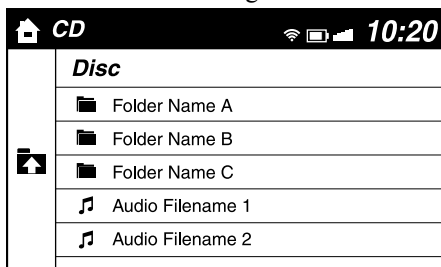 CD 10:20
Disc
Folder Name A
Folder Name B
Folder Name C
Audio Filename 1
Audio Filename 2